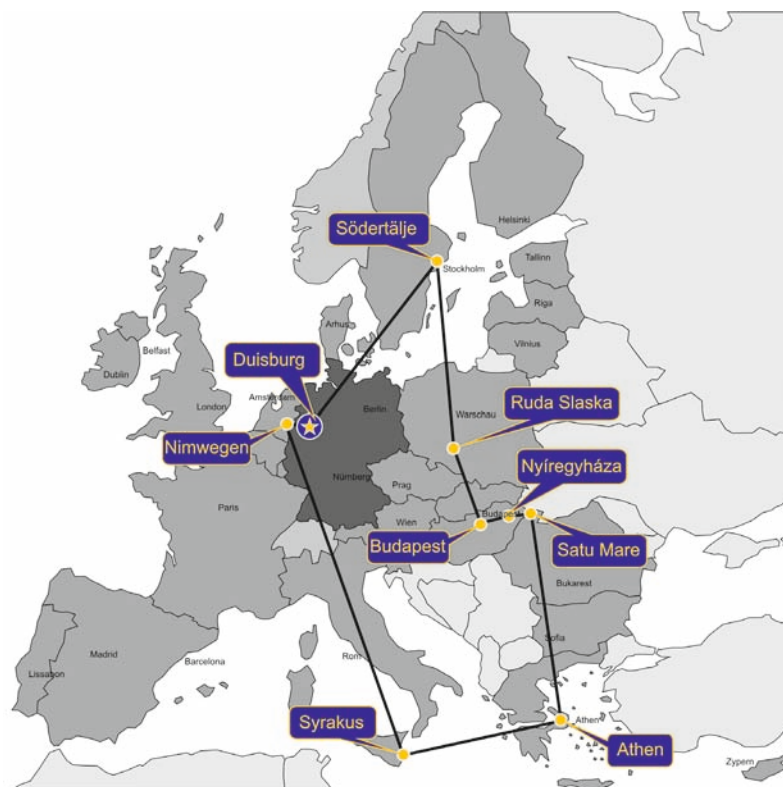 Södertälje
Helsinki
Stockholm
Tallinn
Riga
Arhus
Vilnius
Belfast
Duisburg
Dublin
Amsterdam
London
Berlin
Warschau
Ruda Slaska
Nimwegen
Nyíregyháza
Nürnberg
Prag
Paris
Budapest
Wien
Budapest
Satu Mare
Bukarest
Sofia
Madrid
Barcelona
Rom
Lissabon
Syrakus
Athen
Athen
Zypern